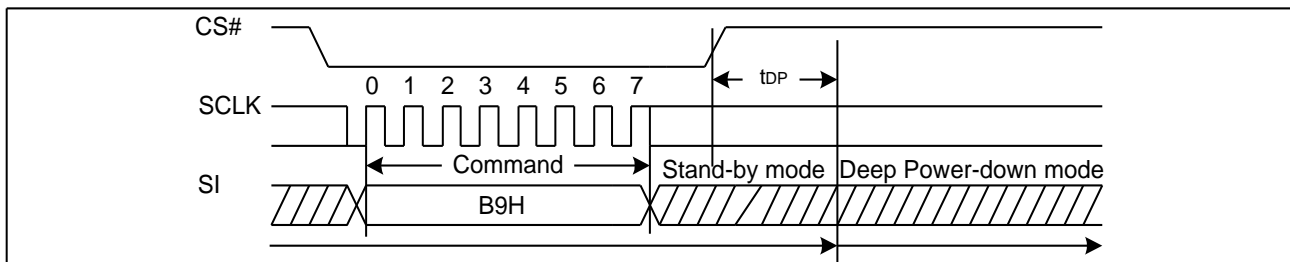 CS#
tDP
0 1 2 3 4 5 6 7
SCLK
Command
Stand-by mode Deep Power-down mode
SI
B9H